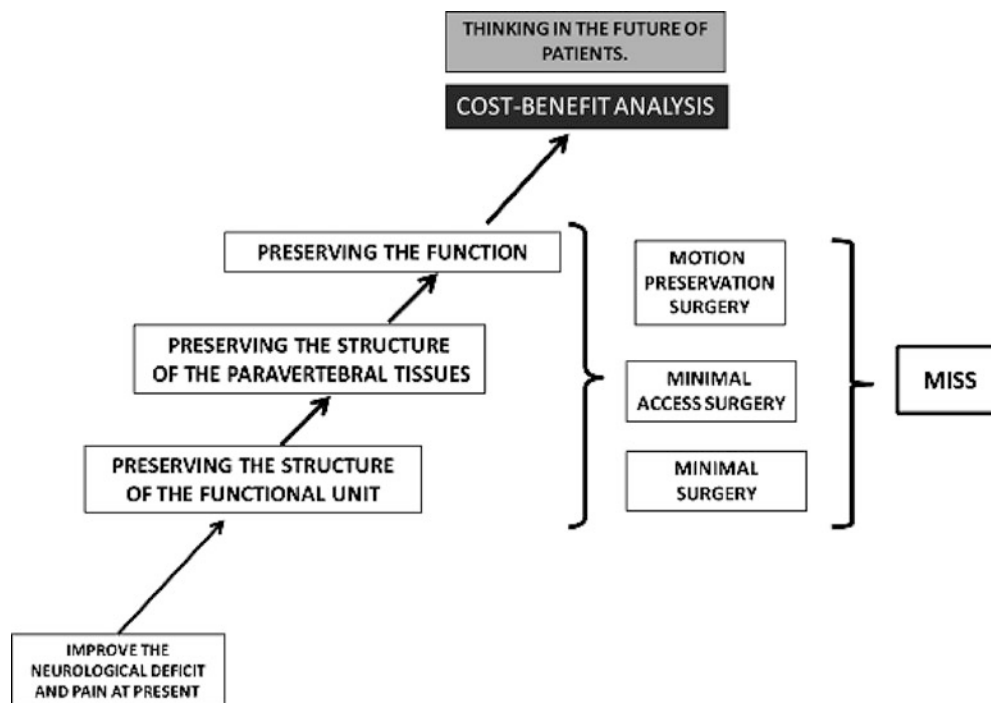 THINKING IN THE FUTURE OF
PATIENTS.
COST-BENEFIT ANALYSIS
PRESERVING THE FUNCTION
PRESERVING THE STRUCTURE
OF THE PARAVERTEBRAL TISSUES
PRESERVING THE STRUCTURE
OF THE FUNCTIONAL UNIT
IMPROVE THE
NEUROLOGICAL DEFICIT
AND PAIN AT PRESENT
MOTION
PRESERVATION
SURGERY
MINIMAL
ACCESS SURGERY
MINIMAL
SURGERY
MISS